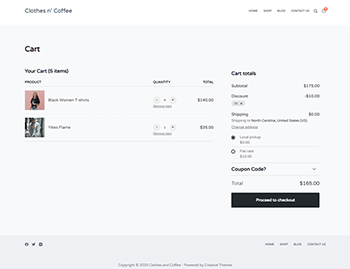 Clothes n' Coffee
HOME SHOP BLOG CONTACT US
Cart
Your Cart (5 items)
PRODUCT QUANTITY TOTAL
Black Women T-shirts - 4 + $140.00
Remove item
Yikes Flame - 1 + $35.00
Remove item
Cart totals
Subtotal $175.00
Discount -$10.00
Shipping $0.00
Shipping to North Carolina, United States (US)
Change address
Local pickup
$0.00
Flat rate
$10.00
Coupon Code?
Total $165.00
Proceed to checkout
HOME SHOP BLOG CONTACT US
Copyright © 2020 Clothes and Coffee - Powered by Creative Themes